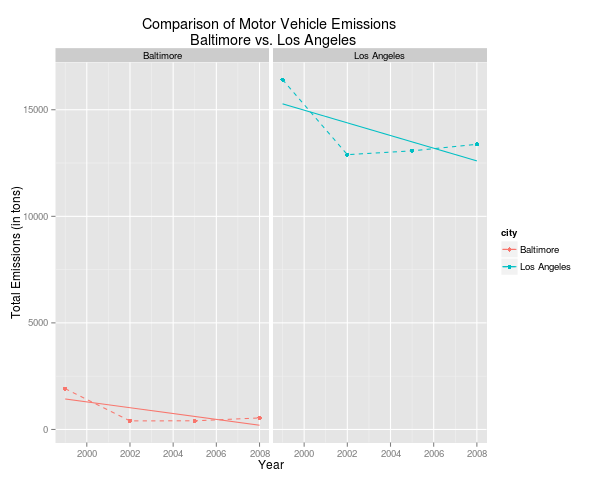 Comparison of Motor Vehicle Emissions
Baltimore vs. Los Angeles
Baltimore
Los Angeles
Total Emissions (in tons)
15000
10000
5000
0
2000 2002 2004 2006 2008
2000 2002 2004 2006 2008
Year
city
Baltimore
Los Angeles